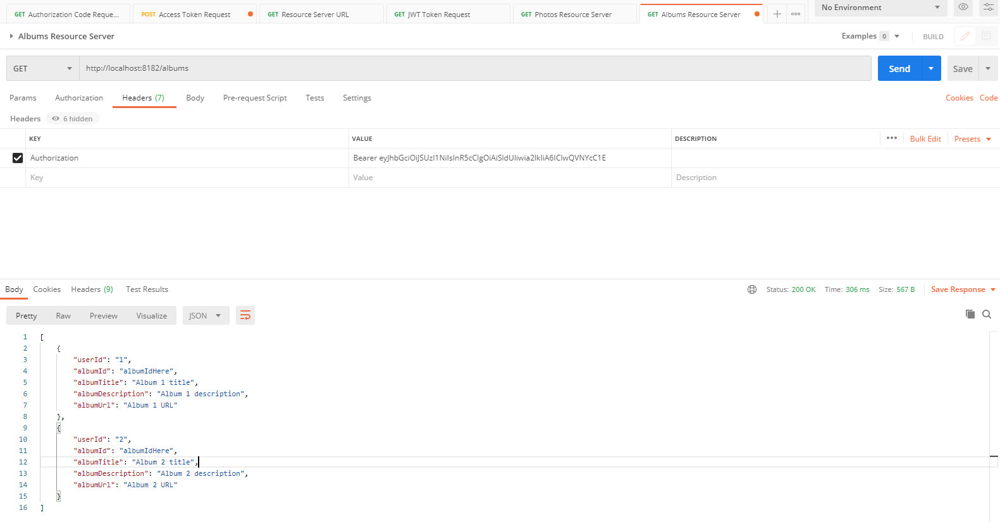 GET Authorization Code Reque... POST Access Token Request GET Resource Server URL GET JWT Token Request GET Photos Resource Server GET Albums Resource Server No Environment
Albums Resource Server Examples 0 BUILD
GET http://localhost:8182/albums Send Save
Params Authorization Headers (7) Body Pre-request Script Tests Settings Cookies Code
Headers 6 hidden
KEY VALUE DESCRIPTION Bulk Edit Presets
Authorization Bearer
Key Value Description
Body Cookies Headers (9) Test Results Status: 200 OK Time: 306 ms Size: 567 B Save Response
Pretty Raw Preview Visualize JSON
1 [
2 {
3 "userId": "1",
4 "albumId": "albumIdHere",
5 "albumTitle": "Album 1 title",
6 "albumDescription": "Album 1 description",
7 "albumUrl": "Album 1 URL"
8 },
9 {
10 "userId": "2",
11 "albumId": "albumIdHere",
12 "albumTitle": "Album 2 title",
13 "albumDescription": "Album 2 description",
14 "albumUrl": "Album 2 URL"
15 }
16 ]